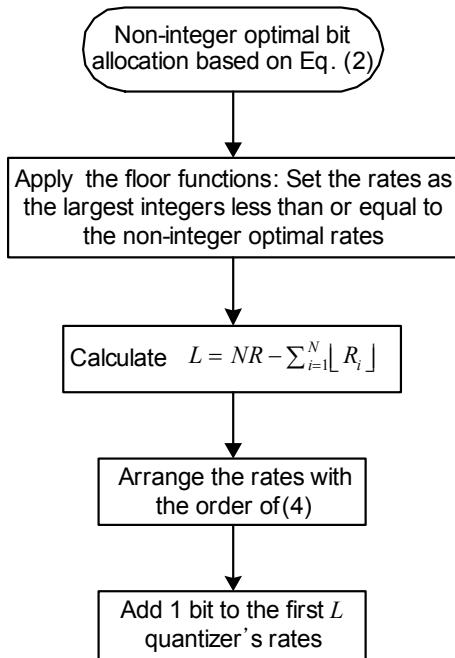 Non-integer optimal bit
allocation based on Eq. (2)
Apply the floor functions: Set the rates as
the largest integers less than or equal to
the non-integer optimal rates
Calculate L = NR − ∑_{i=1}^{N} ⌊ R_i ⌋
Arrange the rates with
the order of(4)
Add 1 bit to the first L
quantizer’s rates